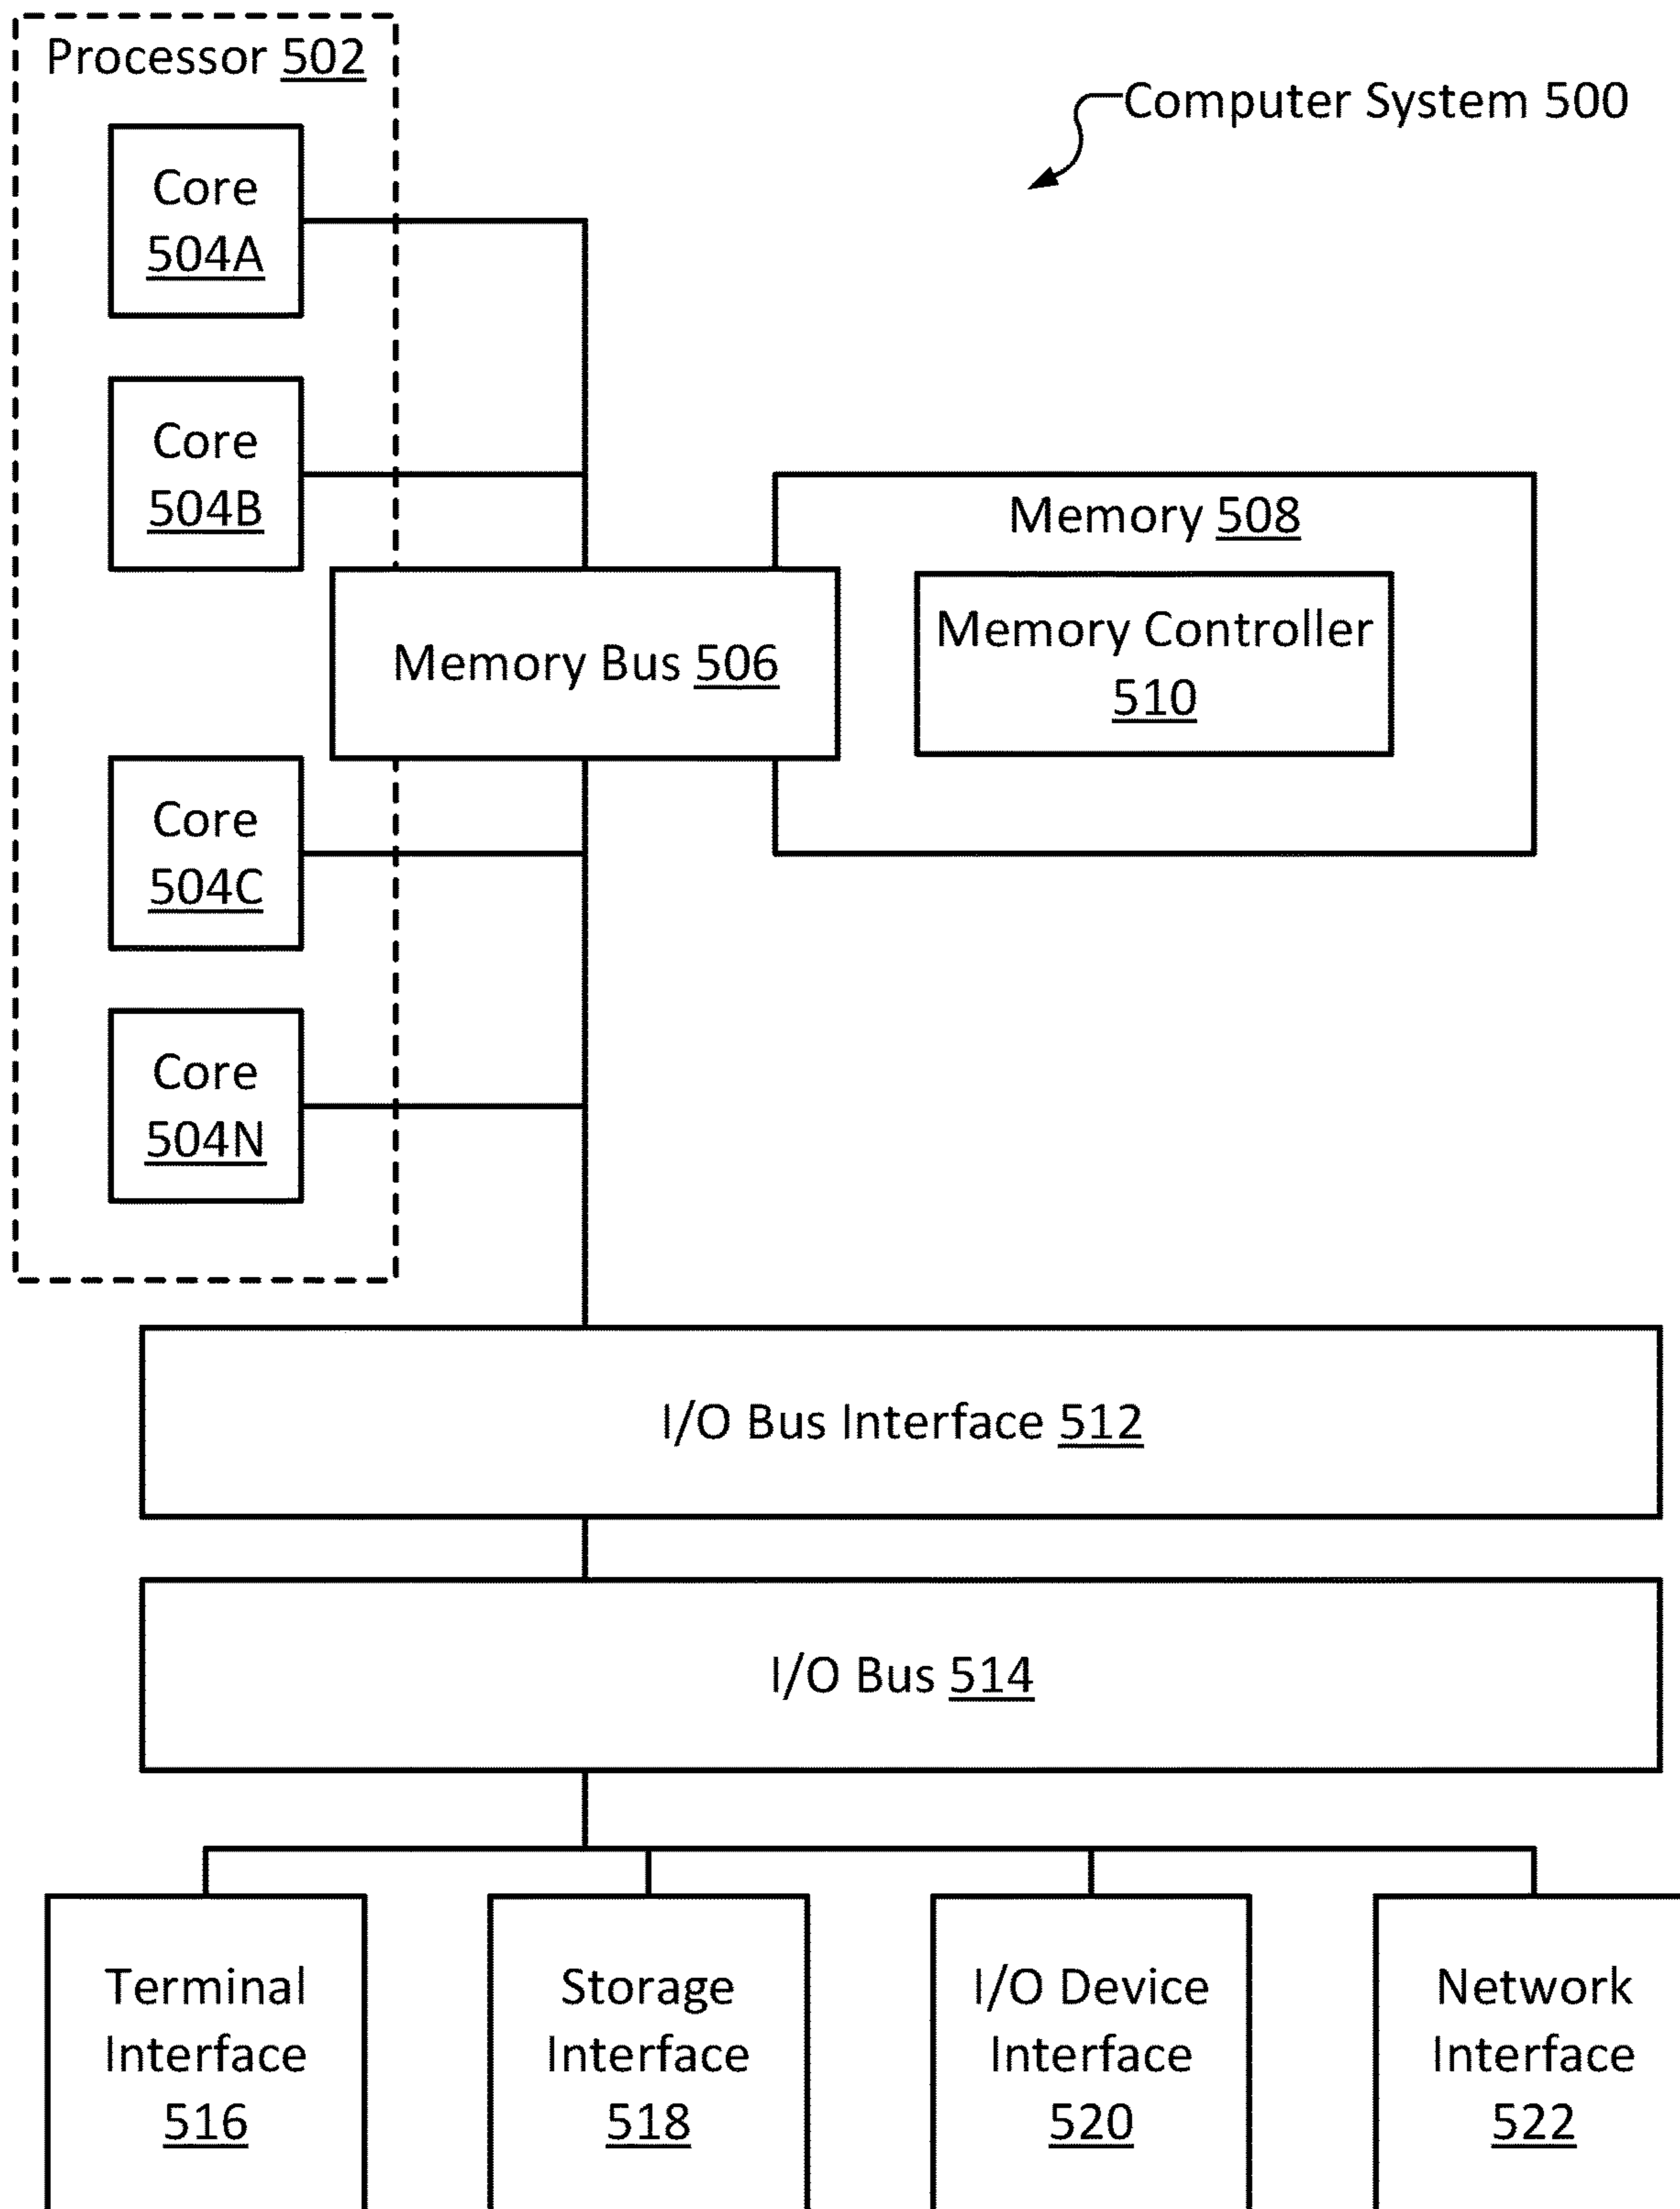 Processor 502
Computer System 500
Core
504A
Core
504B
Memory 508
Memory Controller
510
Memory Bus 506
Core
504C
Core
504N
I/O Bus Interface 512
I/O Bus 514
Terminal
Interface
516
Storage
Interface
518
I/O Device
Interface
520
Network
Interface
522